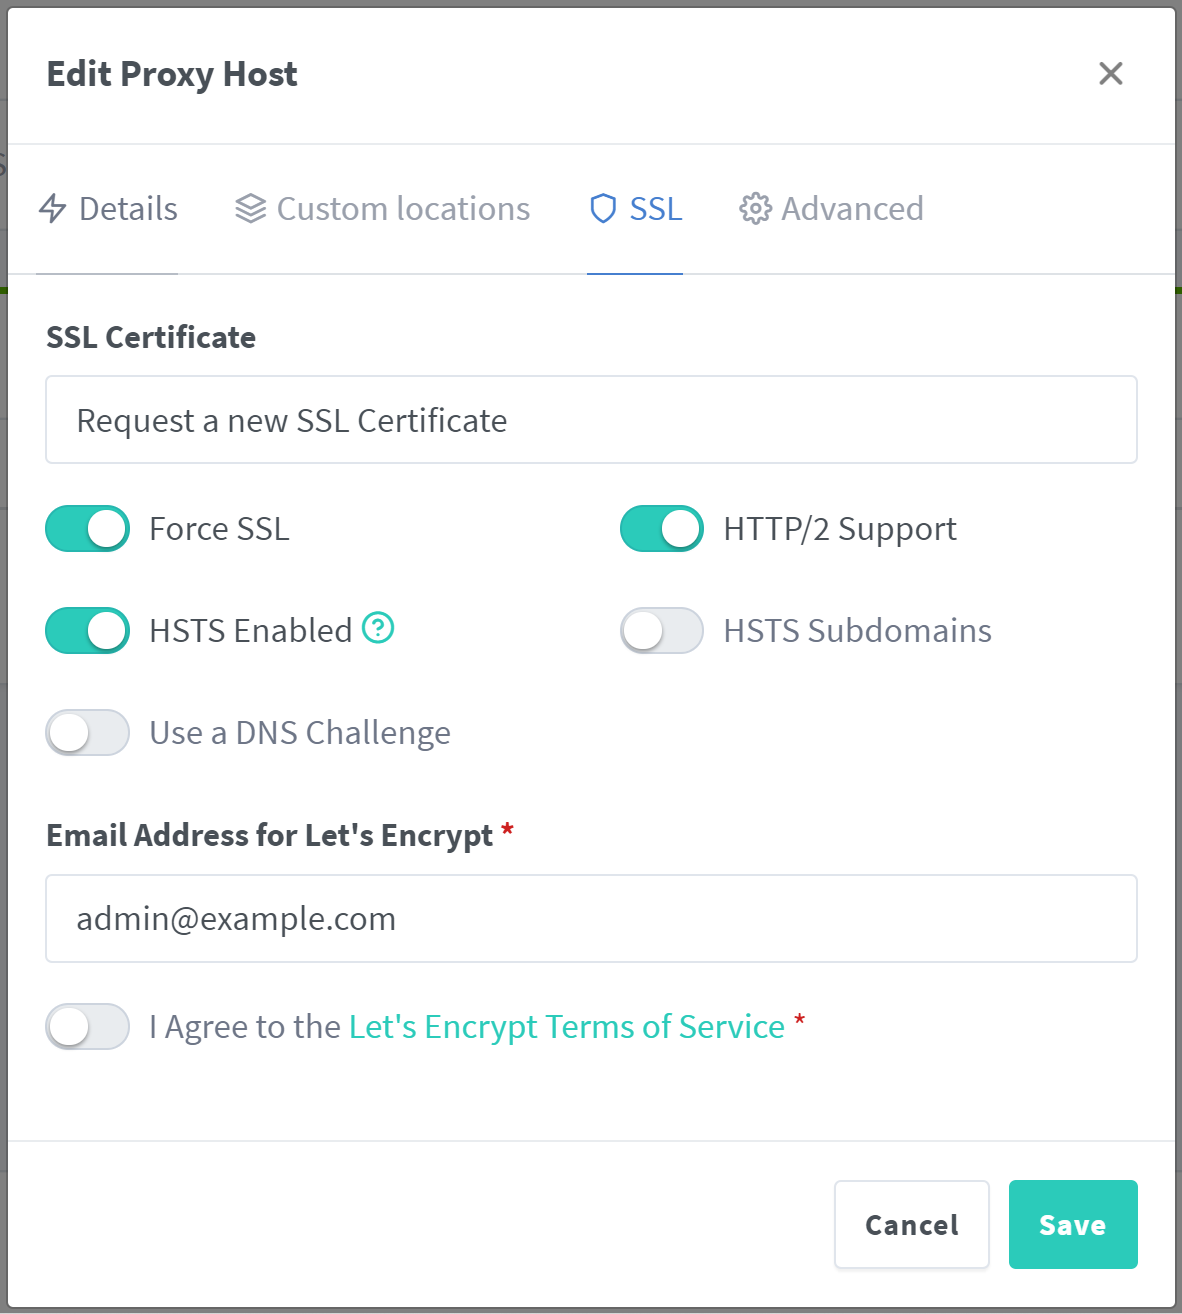 Edit Proxy Host
Details Custom locations SSL Advanced
SSL Certificate
Request a new SSL Certificate
Force SSL HTTP/2 Support
HSTS Enabled HSTS Subdomains
Use a DNS Challenge
Email Address for Let's Encrypt *
admin@example.com
I Agree to the Let's Encrypt Terms of Service *
Cancel Save